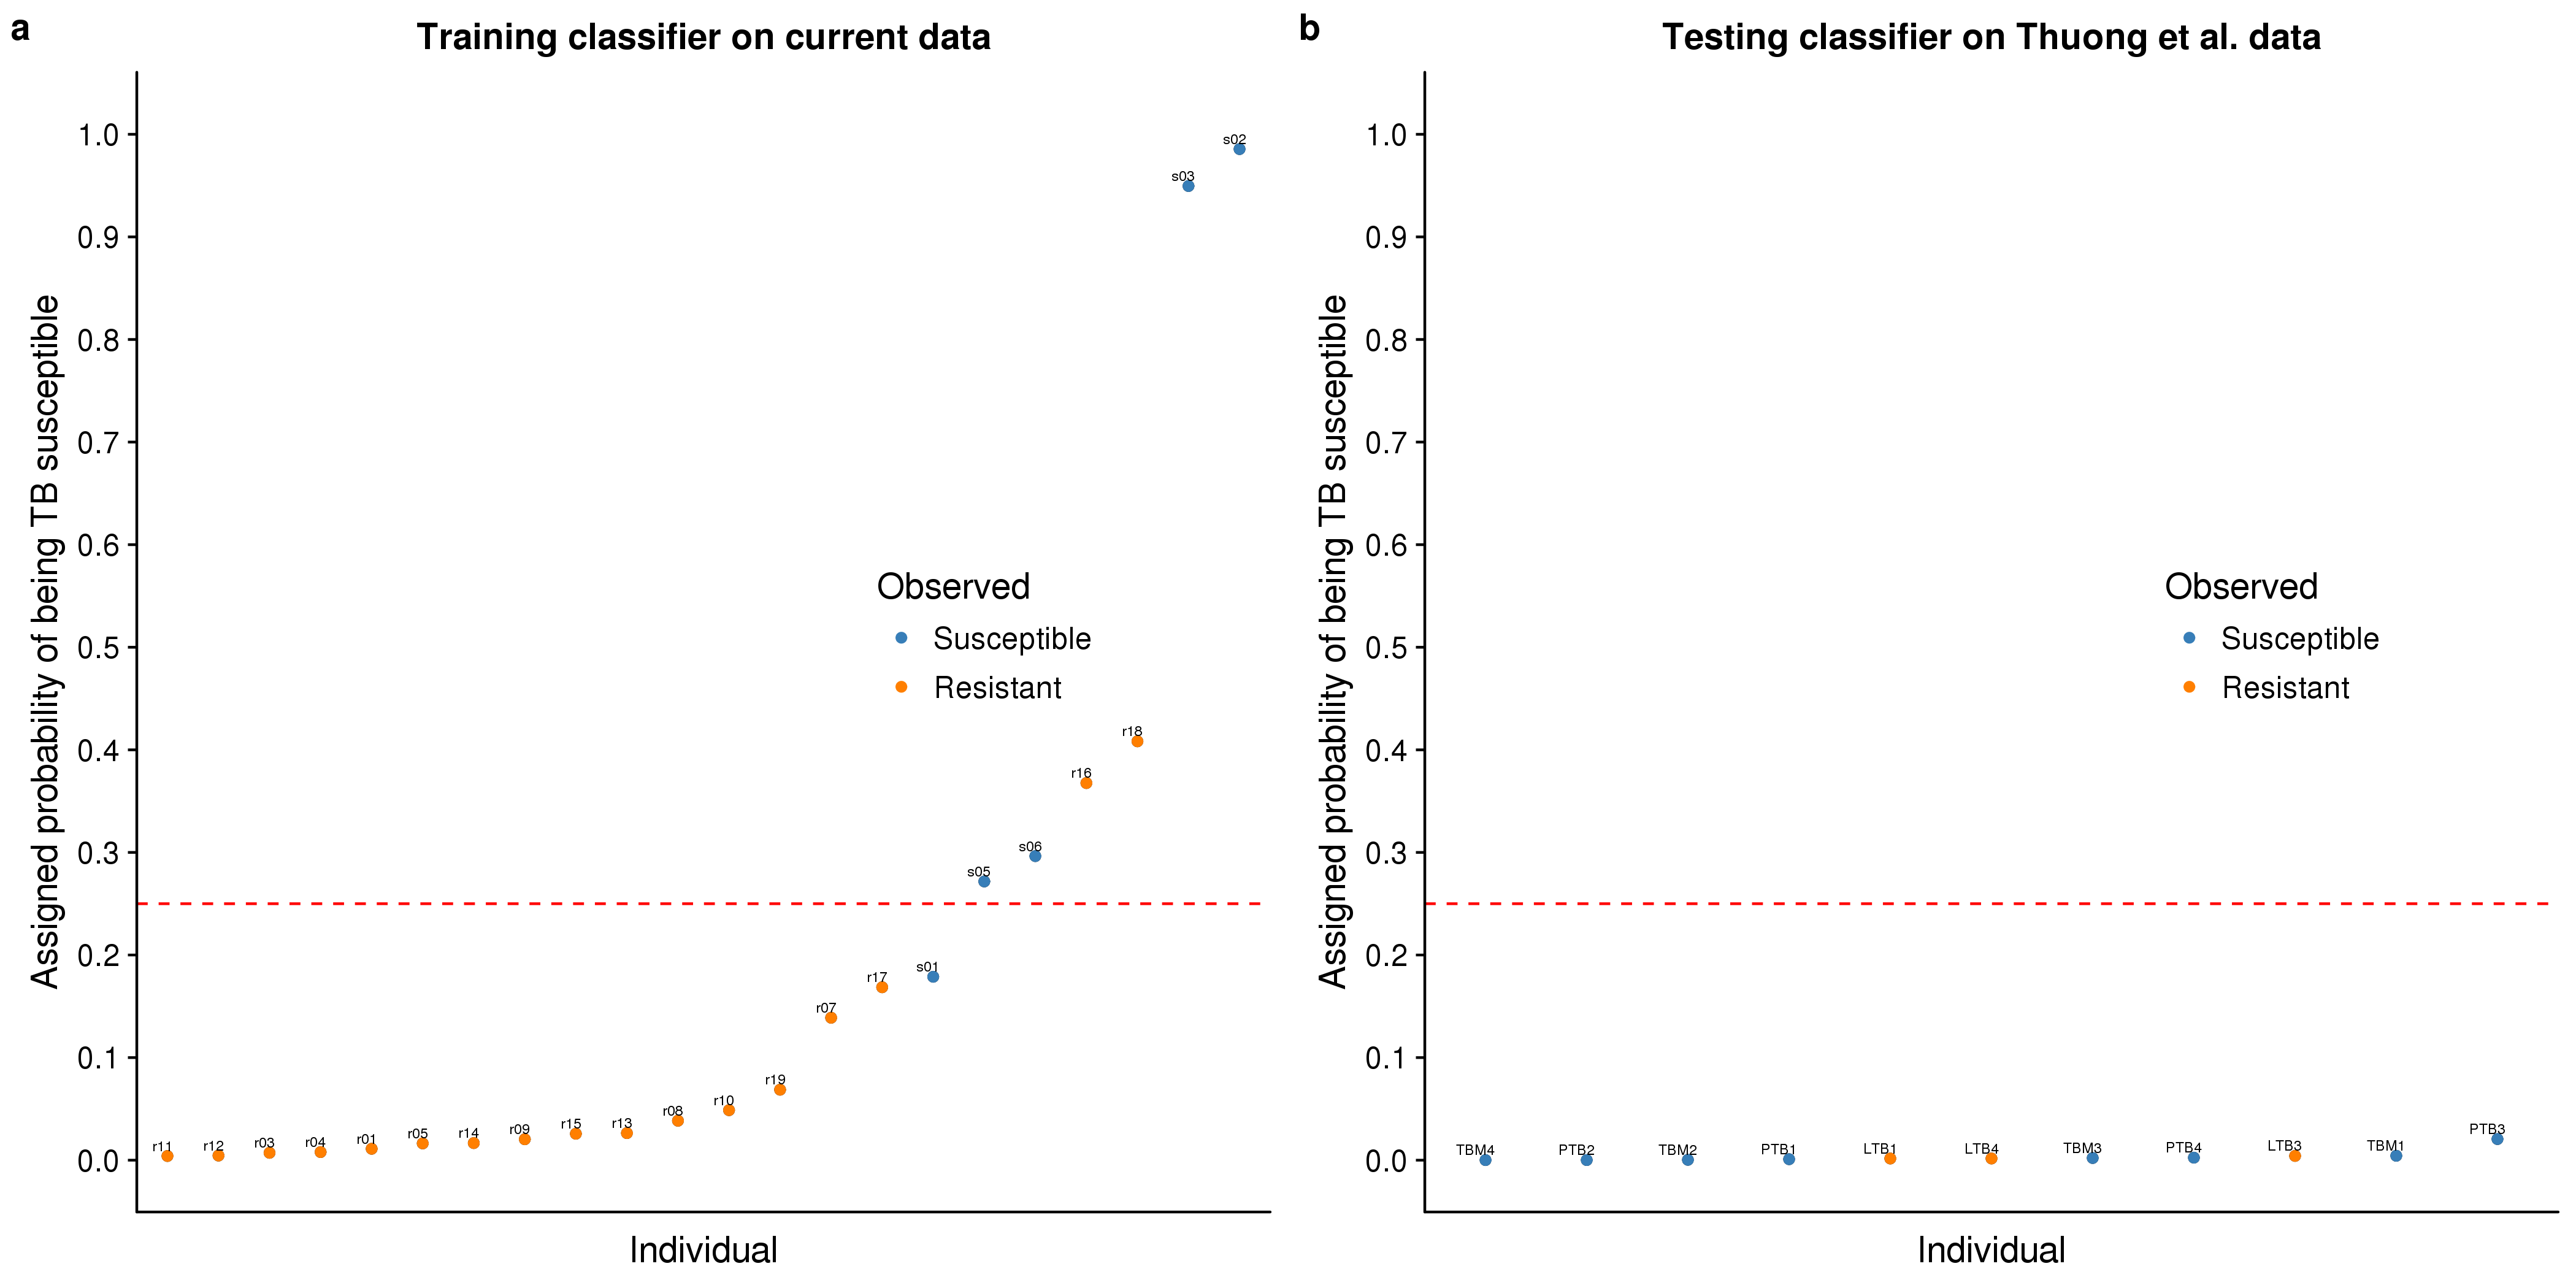 a
Training classifier on current data
Assigned probability of being TB susceptible
1.0
0.9
0.8
0.7
0.6
0.5
0.4
0.3
0.2
0.1
0.0
s02
s03
Observed
Susceptible
Resistant
r18
r16
s06
s05
s01
r17
r07
r19
r10
r08
r13
r15
r09
r14
r05
r01
r04
r03
r12
r11
Individual
b
Testing classifier on Thuong et al. data
Assigned probability of being TB susceptible
1.0
0.9
0.8
0.7
0.6
0.5
0.4
0.3
0.2
0.1
0.0
Observed
Susceptible
Resistant
TBM4 PTB2 TBM2 PTB1 LTB1 LTB4 TBM3 PTB4 LTB3 TBM1 PTB3
Individual